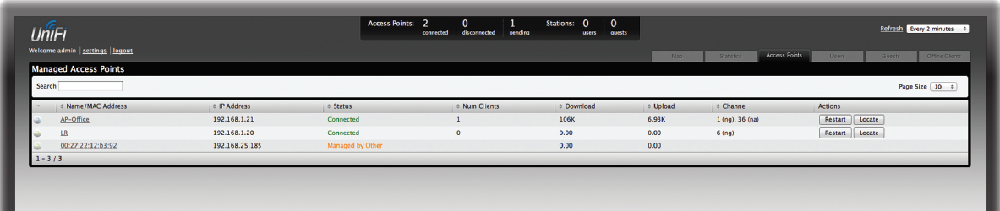 UniFi
Access Points: 2 connected 0 disconnected 1 pending Stations: 0 users 0 guests
Refresh Every 2 minutes
Welcome admin | settings | logout
Map Statistics Access Points Users Guests Offline Clients
Managed Access Points
Search Page Size 10
Name/MAC Address IP Address Status Num Clients Download Upload Channel Actions
AP-Office 192.168.1.21 Connected 1 106K 6.93K 1 (ng), 36 (na) Restart Locate
LR 192.168.1.20 Connected 0 0.00 0.00 6 (ng) Restart Locate
00:27:22:12:b3:92 192.168.25.185 Managed by Other 0.00 0.00
1 - 3 / 3